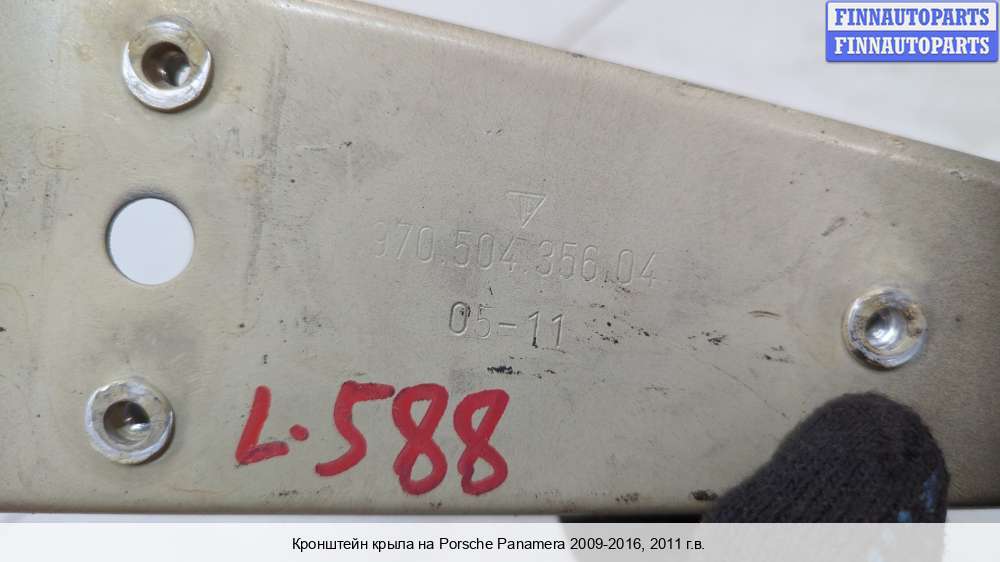 FINNAUTOPARTS
FINNAUTOPARTS
970.504.356.04
05-11
L.588
Кронштейн крыла на Porsche Panamera 2009-2016, 2011 г.в.